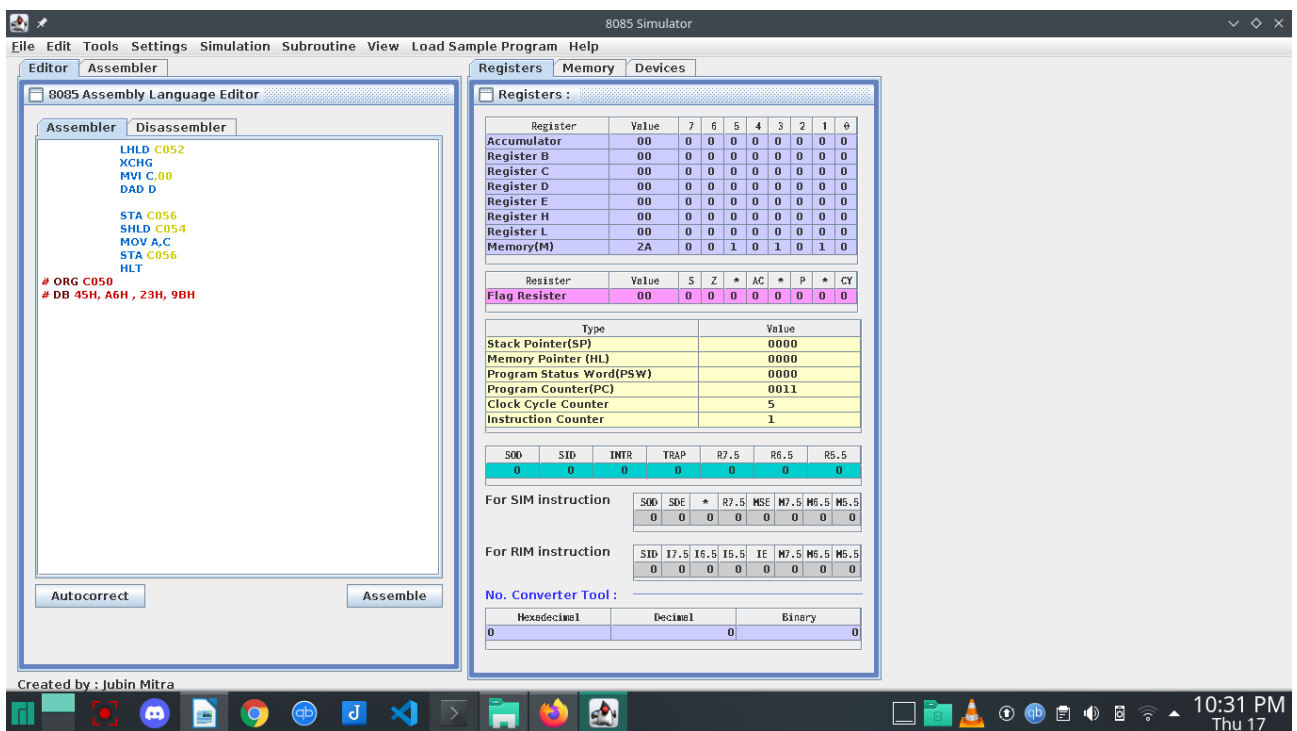 8085 Simulator
File Edit Tools Settings Simulation Subroutine View Load Sample Program Help
Editor Assembler
8085 Assembly Language Editor
Assembler Disassembler
LHLD C052
XCHG
MVI C,00
DAD D
STA C056
SHLD C054
MOV A,C
STA C056
HLT
# ORG C050
# DB 45H, A6H , 23H, 9BH
Autocorrect Assemble
Registers Memory Devices
Registers :
Register Value 7 6 5 4 3 2 1 0
Accumulator 00 0 0 0 0 0 0 0 0
Register B 00 0 0 0 0 0 0 0 0
Register C 00 0 0 0 0 0 0 0 0
Register D 00 0 0 0 0 0 0 0 0
Register E 00 0 0 0 0 0 0 0 0
Register H 00 0 0 0 0 0 0 0 0
Register L 00 0 0 0 0 0 0 0 0
Memory(M) 2A 0 0 1 0 1 0 1 0
Resister Value S Z * AC * P * CY
Flag Resister 00 0 0 0 0 0 0 0 0
Type Value
Stack Pointer(SP) 0000
Memory Pointer (HL) 0000
Program Status Word(PSW) 0000
Program Counter(PC) 0011
Clock Cycle Counter 5
Instruction Counter 1
SOD SID INTR TRAP R7.5 R6.5 R5.5
0 0 0 0 0 0 0
For SIM instruction SOD SDE * R7.5 MSE M7.5 M6.5 M5.5
0 0 0 0 0 0 0 0
For RIM instruction SID I7.5 I6.5 I5.5 IE M7.5 M6.5 M5.5
0 0 0 0 0 0 0 0
No. Converter Tool :
Hexadecimal Decimal Binary
0 0 0
Created by : Jubin Mitra
10:31 PM
Thu 17